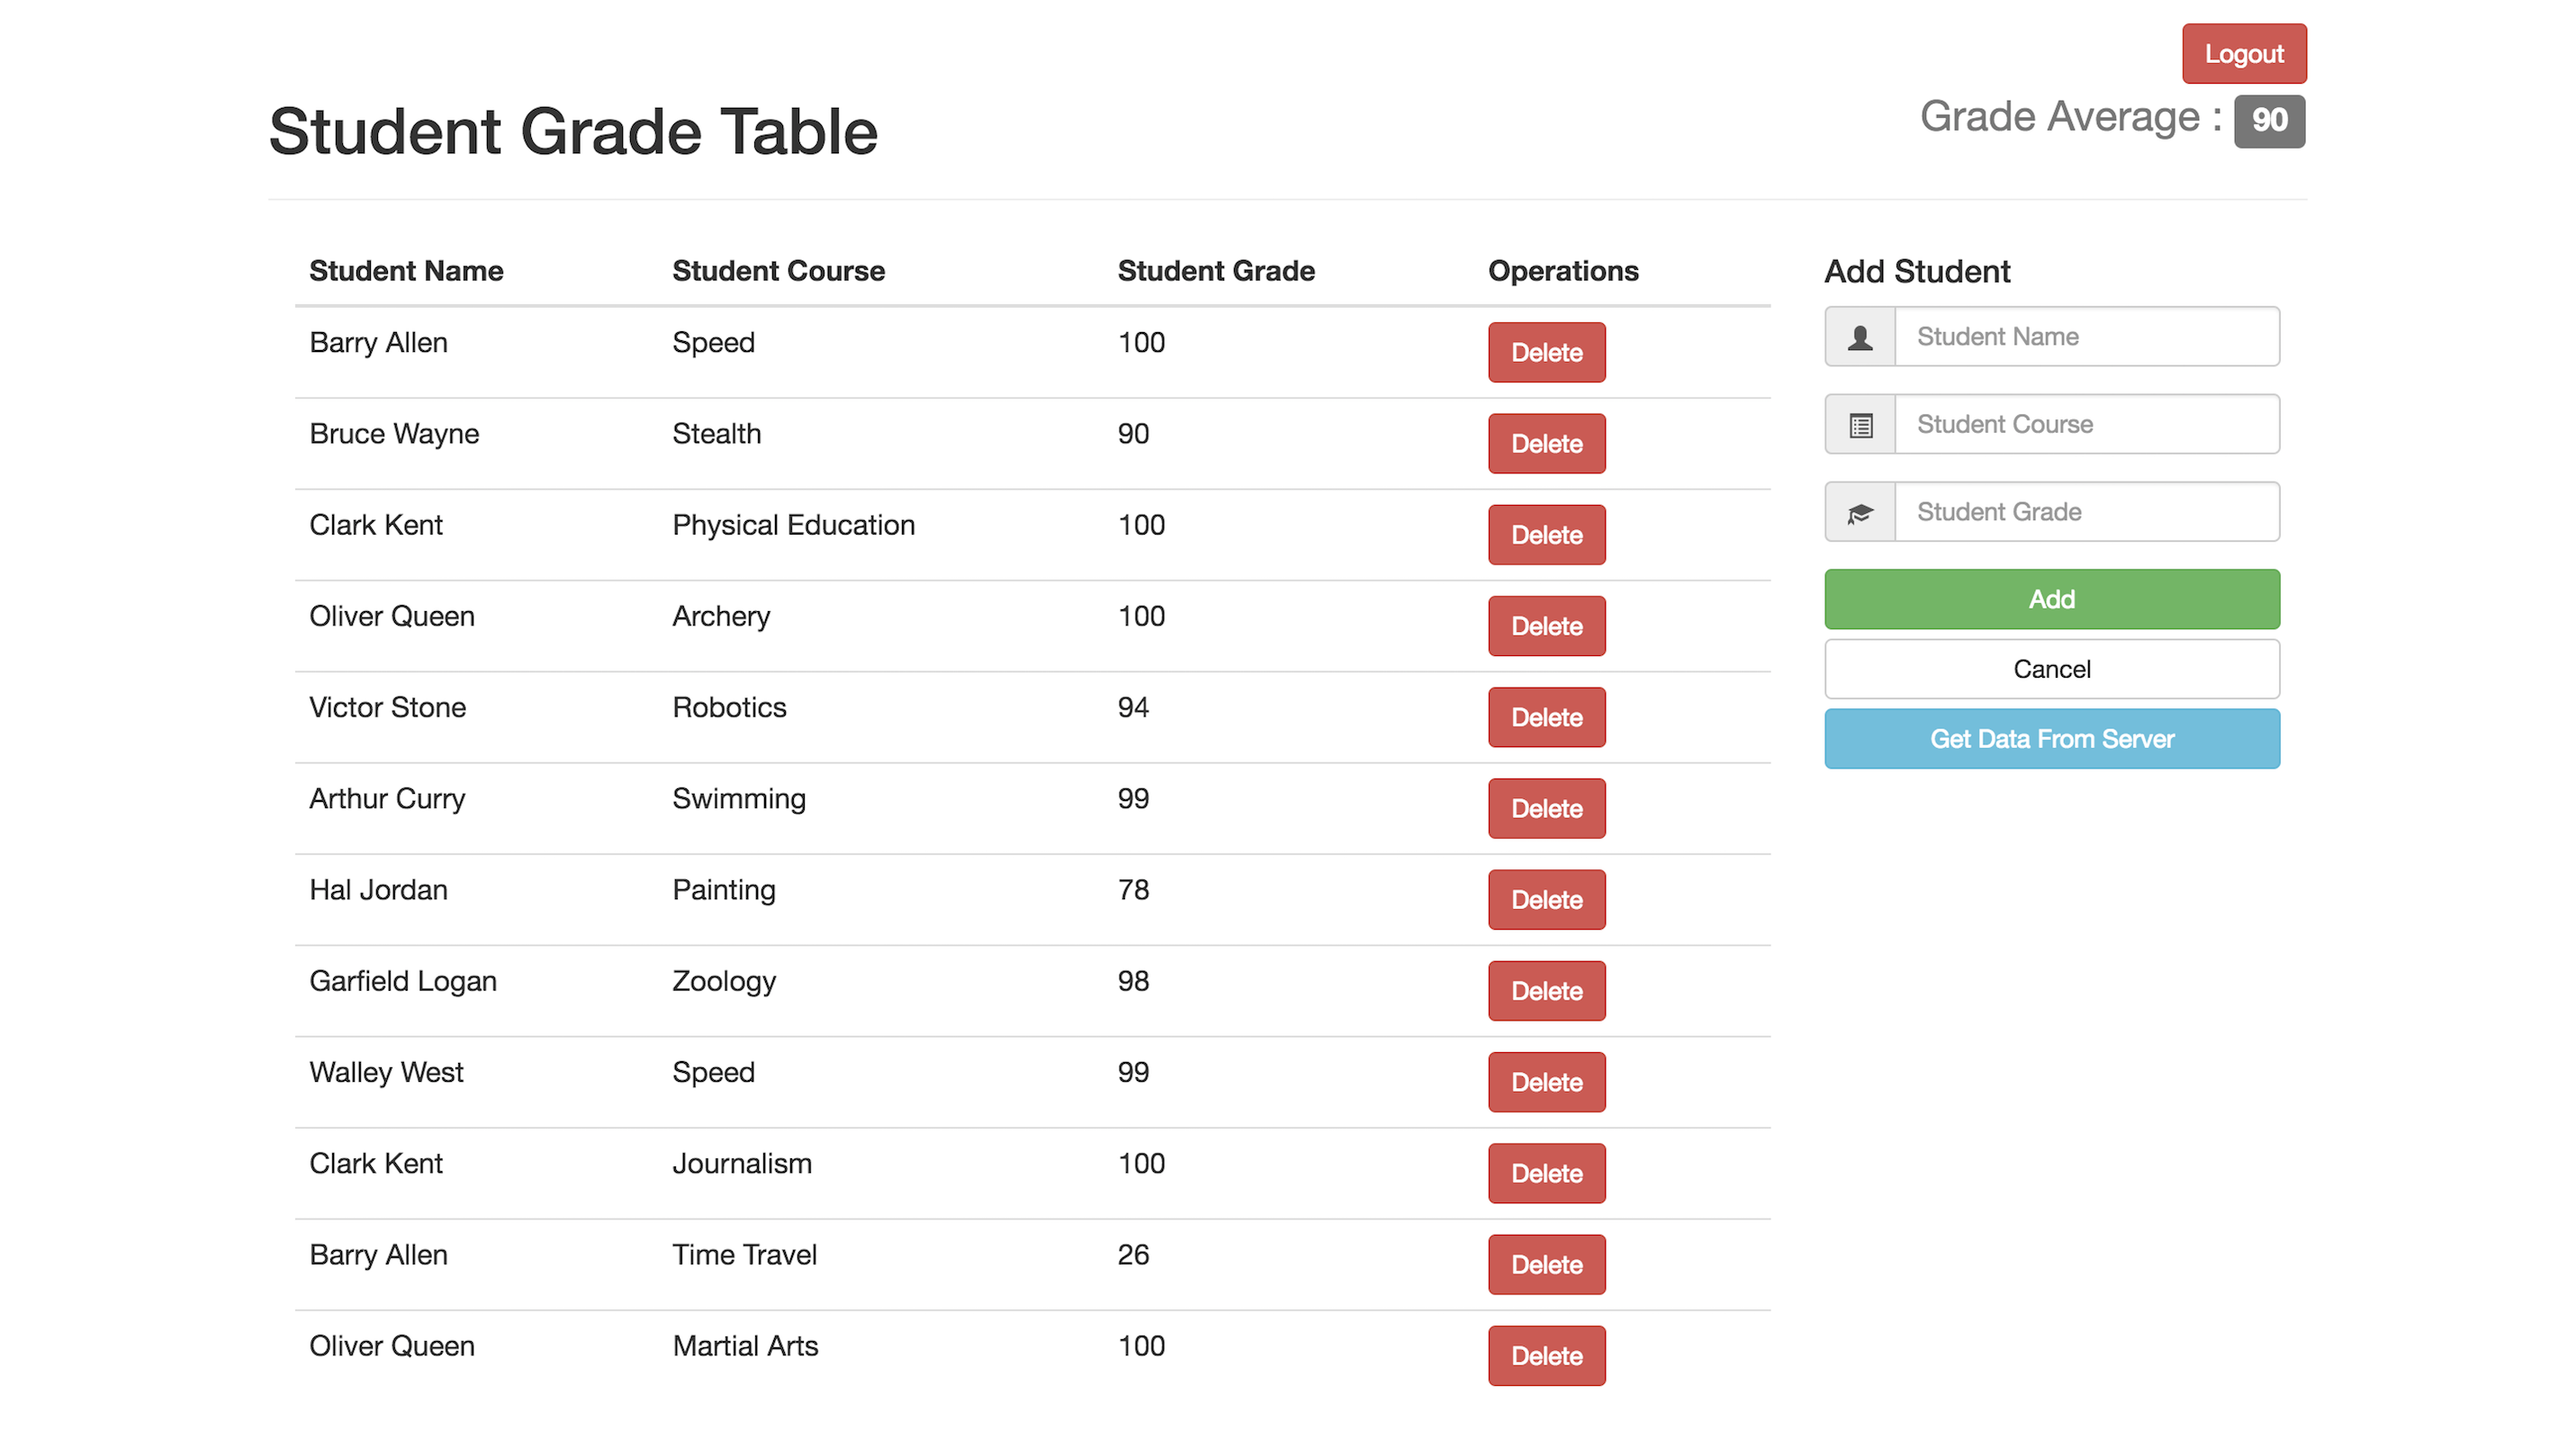 Logout
Student Grade Table
Grade Average : 90
Student Name Student Course Student Grade Operations
Barry Allen Speed 100 Delete
Bruce Wayne Stealth 90 Delete
Clark Kent Physical Education 100 Delete
Oliver Queen Archery 100 Delete
Victor Stone Robotics 94 Delete
Arthur Curry Swimming 99 Delete
Hal Jordan Painting 78 Delete
Garfield Logan Zoology 98 Delete
Walley West Speed 99 Delete
Clark Kent Journalism 100 Delete
Barry Allen Time Travel 26 Delete
Oliver Queen Martial Arts 100 Delete
Add Student
Student Name
Student Course
Student Grade
Add
Cancel
Get Data From Server